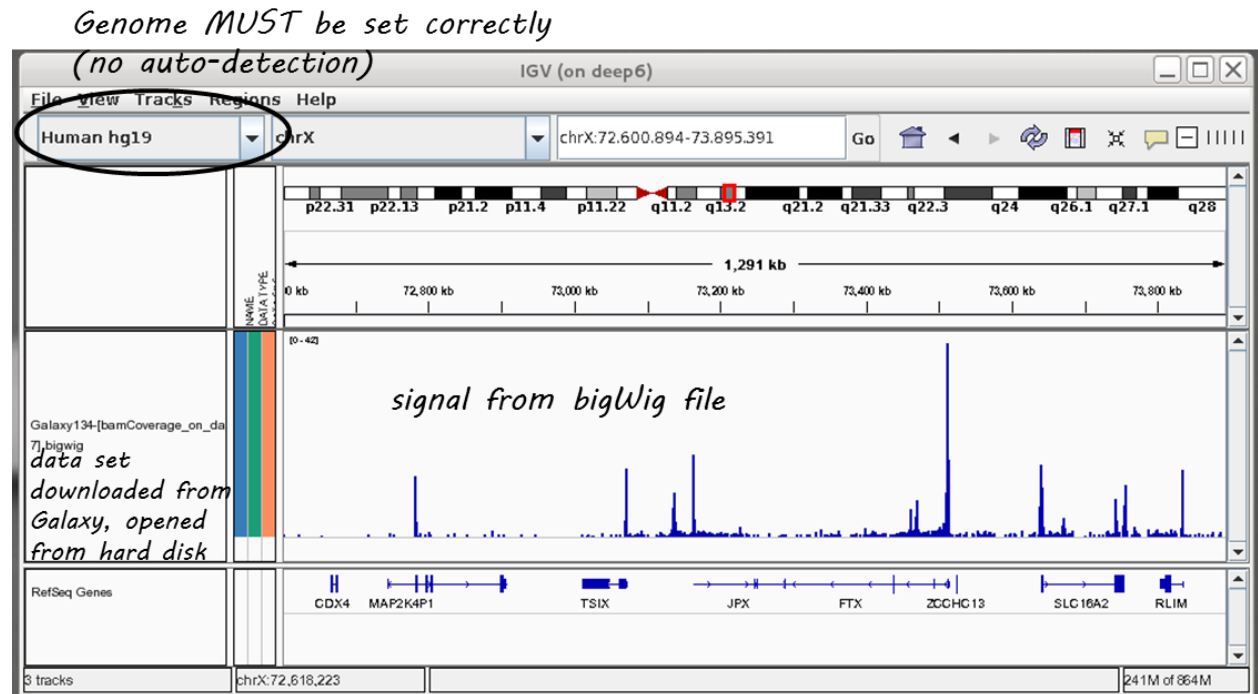 Genome MUST be set correctly
(no auto-detection)
IGV (on deep6)
File View Tracks Regions Help
Human hg19 chrX chrX:72.600.894-73.895.391 Go
p22.31 p22.13 p21.2 p11.4 p11.22 q11.2 q13.2 q21.2 q21.33 q22.3 q24 q26.1 q27.1 q28
1,291 kb
0 kb 72,800 kb 73,000 kb 73,200 kb 73,400 kb 73,600 kb 73,800 kb
NAME
DATA TYPE
[0 - 42]
signal from bigWig file
Galaxy134-[bamCoverage_on_da
7].bigwig
data set
downloaded from
Galaxy, opened
from hard disk
RefSeq Genes
CDX4 MAP2K4P1 TSIX JPX FTX ZCCHC13 SLC16A2 RLIM
3 tracks chrX:72,618,223 241M of 864M